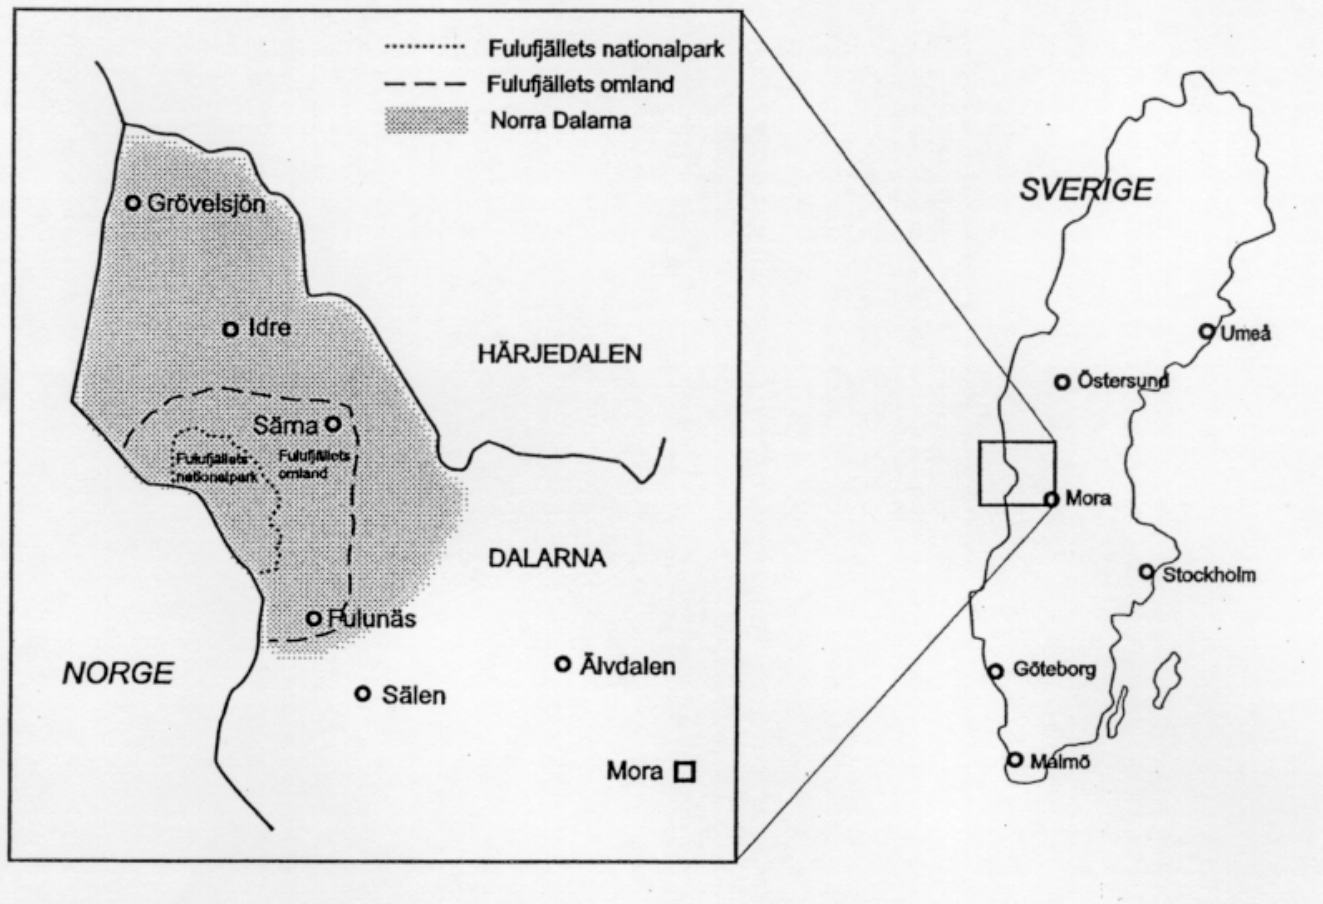 Fulufjällets nationalpark
Fulufjällets omland
Norra Dalarna
Grövelsjön
Idre
HÄRJEDALEN
Särna
Fulufjällets
nationalpark
Fulufjällets
omland
DALARNA
Fulunäs
NORGE
Älvdalen
Sälen
Mora
SVERIGE
Umeå
Östersund
Mora
Stockholm
Göteborg
Malmö